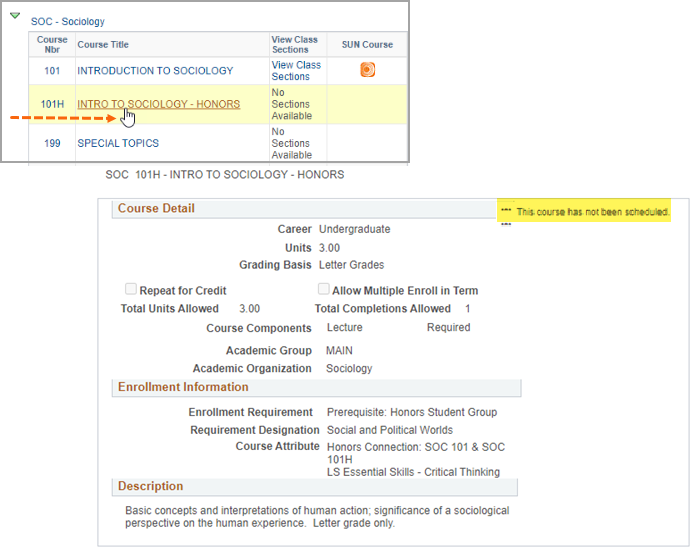 SOC - Sociology
Course Nbr Course Title View Class Sections SUN Course
101 INTRODUCTION TO SOCIOLOGY View Class Sections
101H INTRO TO SOCIOLOGY - HONORS No Sections Available
199 SPECIAL TOPICS No Sections Available
SOC 101H - INTRO TO SOCIOLOGY - HONORS
Course Detail
*** This course has not been scheduled.
***
Career Undergraduate
Units 3.00
Grading Basis Letter Grades
Repeat for Credit Allow Multiple Enroll in Term
Total Units Allowed 3.00 Total Completions Allowed 1
Course Components Lecture Required
Academic Group MAIN
Academic Organization Sociology
Enrollment Information
Enrollment Requirement Prerequisite: Honors Student Group
Requirement Designation Social and Political Worlds
Course Attribute Honors Connection: SOC 101 & SOC
101H
LS Essential Skills - Critical Thinking
Description
Basic concepts and interpretations of human action; significance of a sociological
perspective on the human experience. Letter grade only.